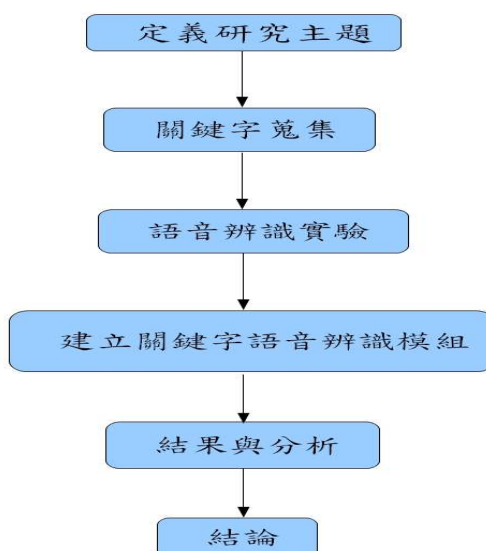 定義研究主題
關鍵字蒐集
語音辨識實驗
建立關鍵字語音辨識模組
結果與分析
結論